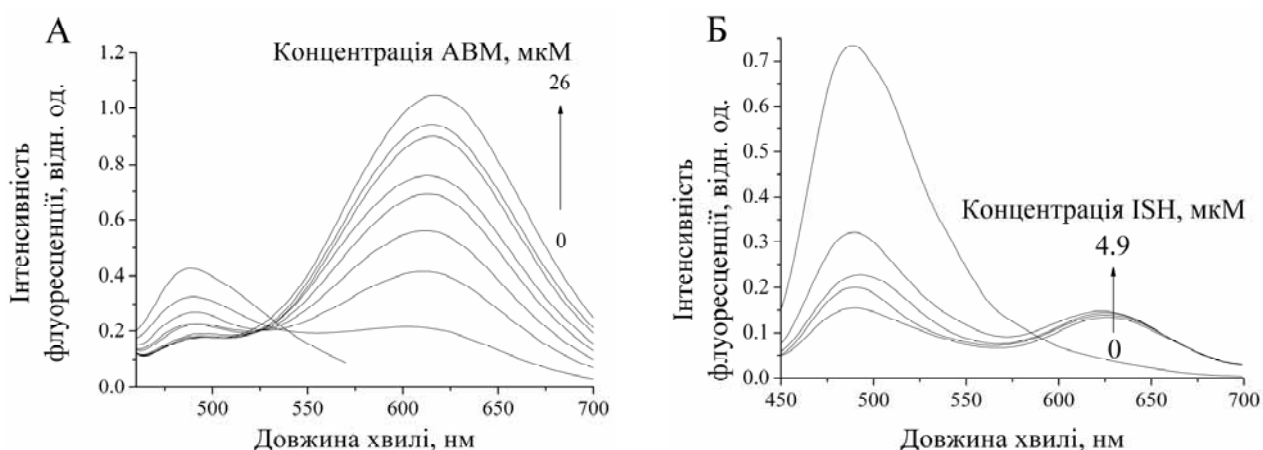 А
Концентрація АВМ, мкМ
26
0
1.2
1.0
0.8
0.6
0.4
0.2
0.0
500 550 600 650 700
Довжина хвилі, нм
Інтенсивність
флуоресценції, відн. од.
Б
Концентрація ISH, мкМ
4.9
0
0.7
0.6
0.5
0.4
0.3
0.2
0.1
0.0
450 500 550 600 650 700
Довжина хвилі, нм
Інтенсивність
флуоресценції, відн. од.